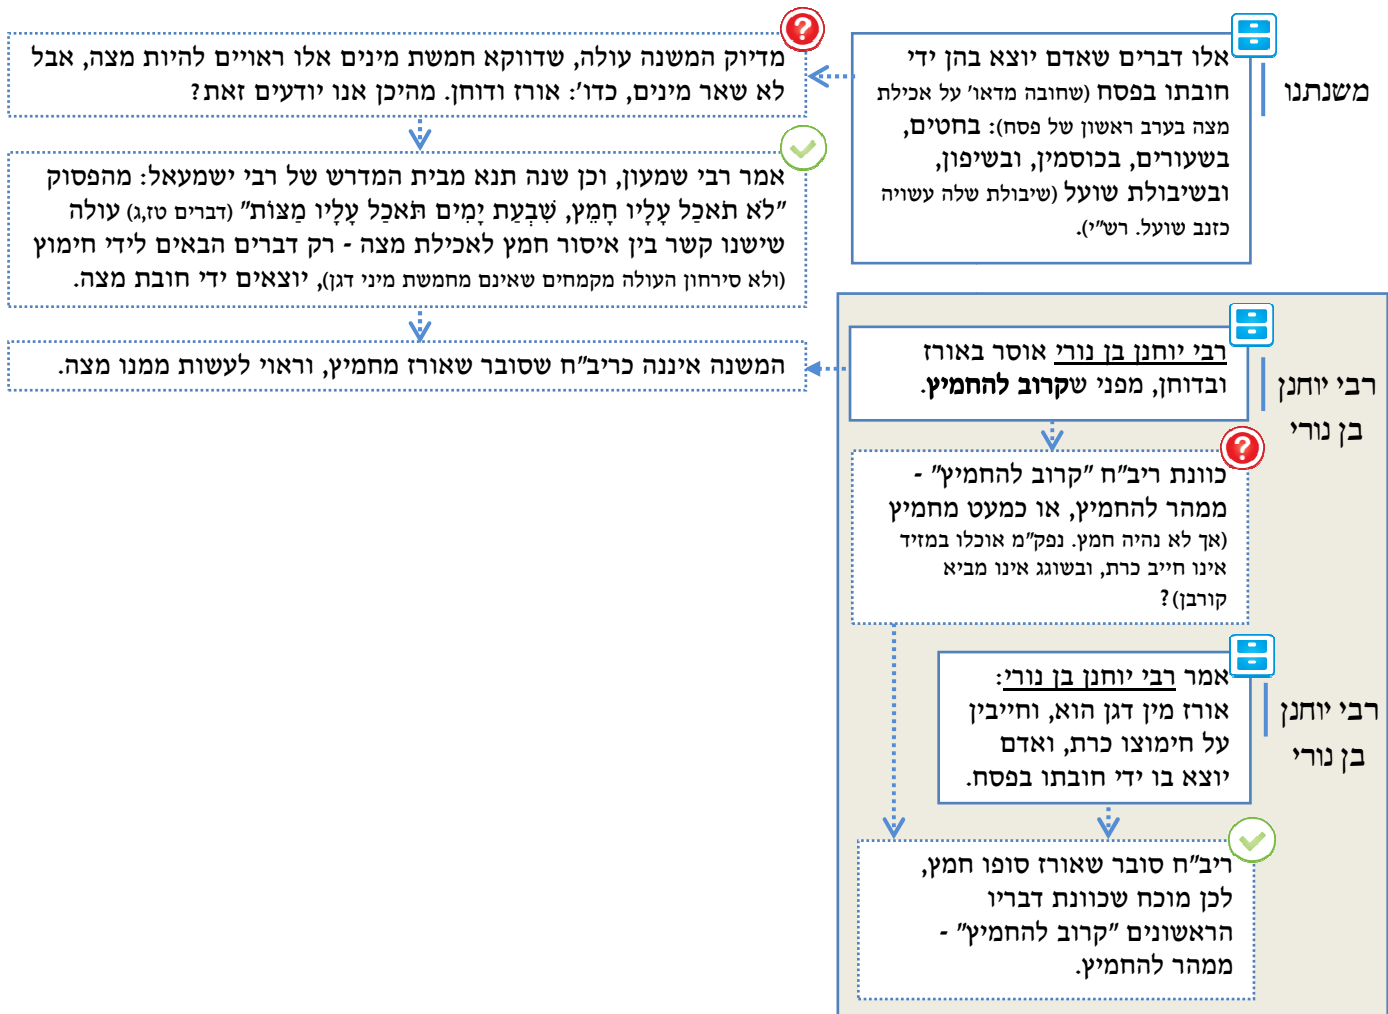 משנתנו
אלו דברים שאדם יוצא בהן ידי
חובתו בפסח (שחובה מדאו' על אכילת
מצה בערב ראשון של פסח): בחטים,
בשעורים, בכוסמין, ובשיפון,
ובשיבולת שועל (שיבולת שלה עשויה
כזנב שועל. רש"י).
מדיוק המשנה עולה, שדווקא חמשת מינים אלו ראויים להיות מצה, אבל
לא שאר מינים, כדו': אורז ודוחן. מהיכן אנו יודעים זאת?
אמר רבי שמעון, וכן שנה תנא מבית המדרש של רבי ישמעאל: מהפסוק
"לֹא תֹאכַל עָלָיו חָמֵץ, שִׁבְעַת יָמִים תֹּאכַל עָלָיו מַצּוֹת" (דברים טז,ג) עולה
שישנו קשר בין איסור חמץ לאכילת מצה - רק דברים הבאים לידי חימוץ
(ולא סירחון העולה מקמחים שאינם מחמשת מיני דגן), יוצאים ידי חובת מצה.
המשנה איננה כריב"ח שסובר שאורז מחמיץ, וראוי לעשות ממנו מצה.
רבי יוחנן
בן נורי
רבי יוחנן בן נורי אוסר באורז
ובדוחן, מפני שקרוב להחמיץ.
כוונת ריב"ח "קרוב להחמיץ" -
ממהר להחמיץ, או כמעט מחמיץ
(אך לא נהיה חמץ. נפק"מ אוכלו במזיד
אינו חייב כרת, ובשוגג אינו מביא
קורבן)?
רבי יוחנן
בן נורי
אמר רבי יוחנן בן נורי:
אורז מין דגן הוא, וחייבין
על חימוצו כרת, ואדם
יוצא בו ידי חובתו בפסח.
ריב"ח סובר שאורז סופו חמץ,
לכן מוכח שכוונת דבריו
הראשונים "קרוב להחמיץ" -
ממהר להחמיץ.